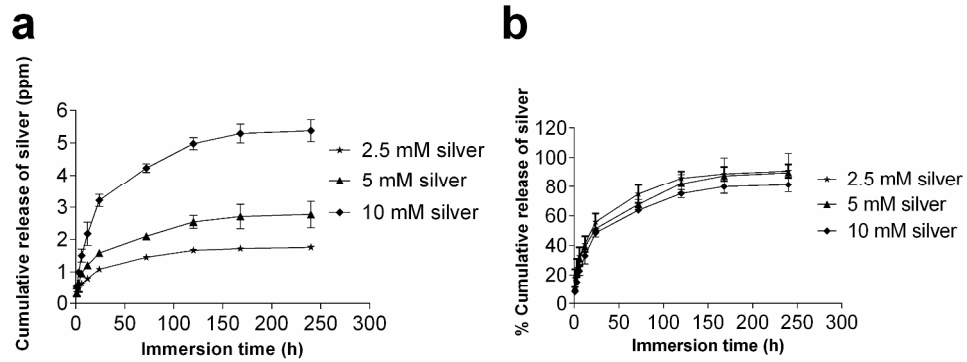 a
Cumulative release of silver (ppm)
6
5
4
3
2
1
0
0 50 100 150 200 250 300
Immersion time (h)
2.5 mM silver
5 mM silver
10 mM silver
b
% Cumulative release of silver
120
100
80
60
40
20
0
0 50 100 150 200 250 300
Immersion time (h)
2.5 mM silver
5 mM silver
10 mM silver